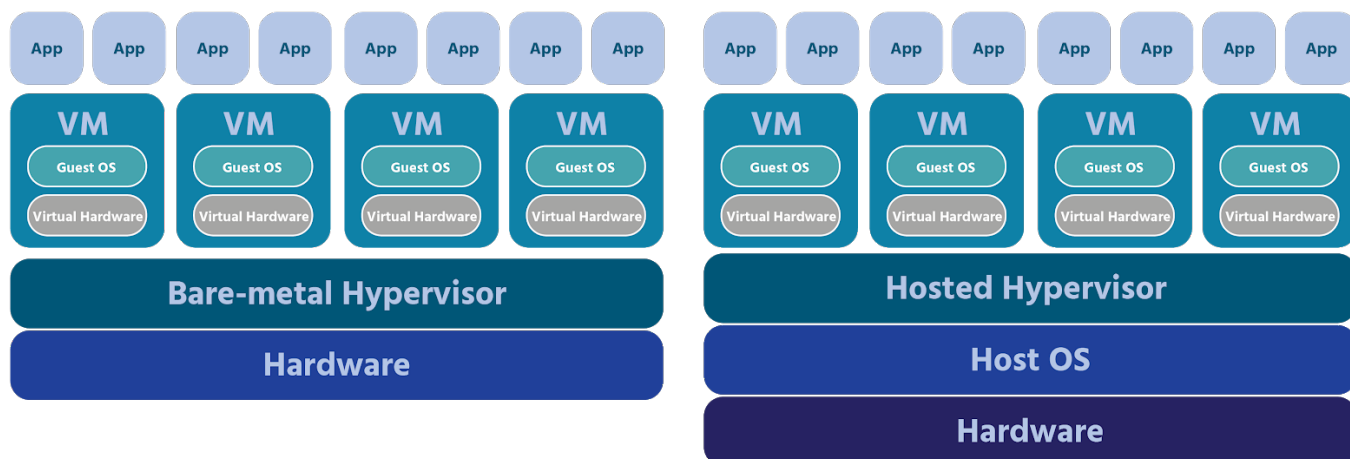 App App App App App App App App
VM VM VM VM
Guest OS Guest OS Guest OS Guest OS
Virtual Hardware Virtual Hardware Virtual Hardware Virtual Hardware
Bare-metal Hypervisor
Hardware
App App App App App App App App
VM VM VM VM
Guest OS Guest OS Guest OS Guest OS
Virtual Hardware Virtual Hardware Virtual Hardware Virtual Hardware
Hosted Hypervisor
Host OS
Hardware